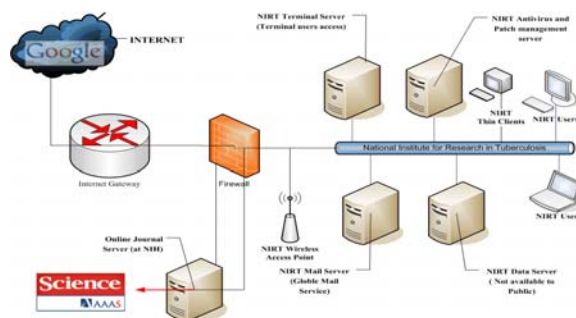 INTERNET
Google
NIRT Terminal Server
(Terminal users access)
NIRT Antivirus and
Patch management
server
NIRT
Thin Clients
NIRT Users
National Institute for Research in Tuberculosis
Internet Gateway
Firewall
NIRT Users
Online Journal
Server (at NIH)
NIRT Wireless
Access Point
NIRT Mail Server
(Globle Mail
Service)
NIRT Data Server
( Not available to
Public)
Science
AAAS